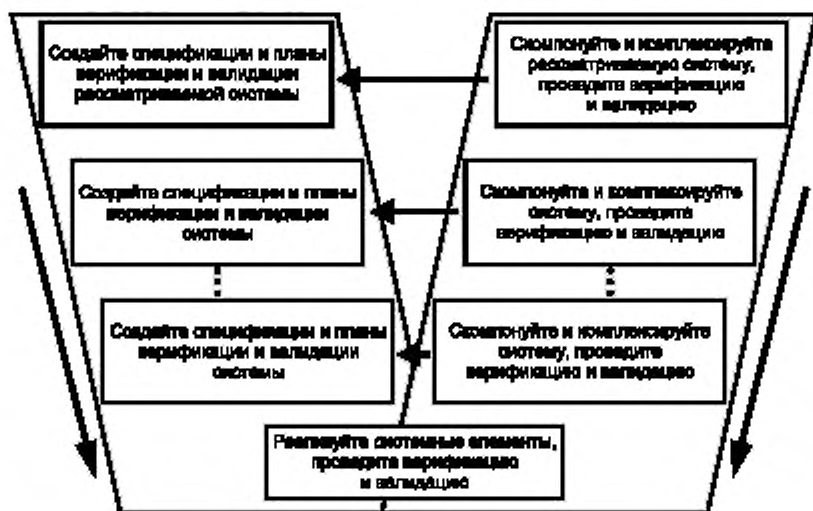 Создайте спецификации и планы
верификации и валидации
рассматриваемой системы
Скомпонуйте и комплексируйте
рассматриваемую систему,
проведите верификацию
и валидацию
Создайте спецификации и планы
верификации и валидации
системы
Скомпонуйте и комплексируйте
систему, проведите
верификацию и валидацию
Создайте спецификации и планы
верификации и валидации
системы
Скомпонуйте и комплексируйте
систему, проведите
верификацию и валидацию
Реализуйте системные элементы,
проведите верификацию
и валидацию